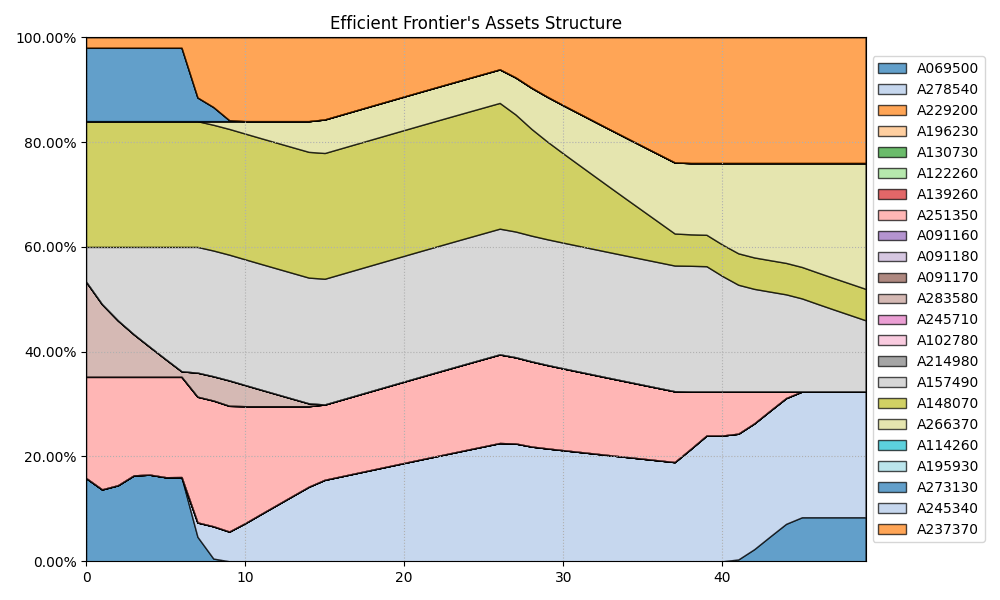 Efficient Frontier's Assets Structure
100.00%
80.00%
60.00%
40.00%
20.00%
0.00%
0
10
20
30
40
A069500
A278540
A229200
A196230
A130730
A122260
A139260
A251350
A091160
A091180
A091170
A283580
A245710
A102780
A214980
A157490
A148070
A266370
A114260
A195930
A273130
A245340
A237370